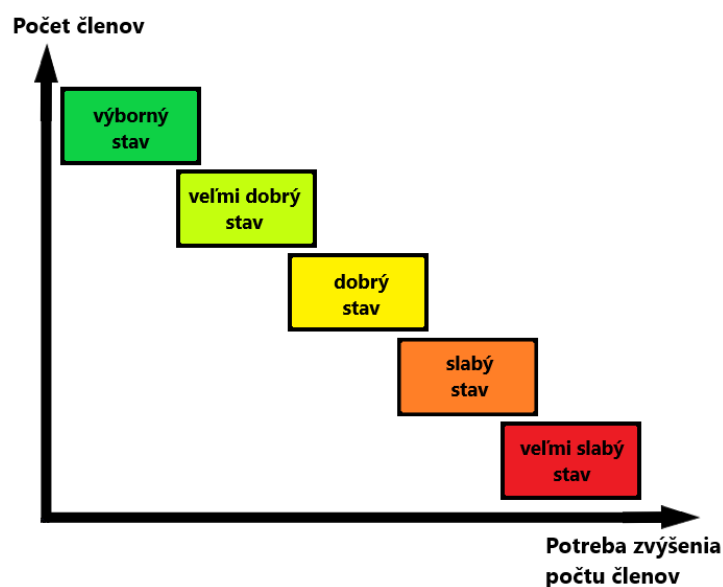 Počet členov
výborný
stav
veľmi dobrý
stav
dobrý
stav
slabý
stav
veľmi slabý
stav
Potreba zvýšenia
počtu členov